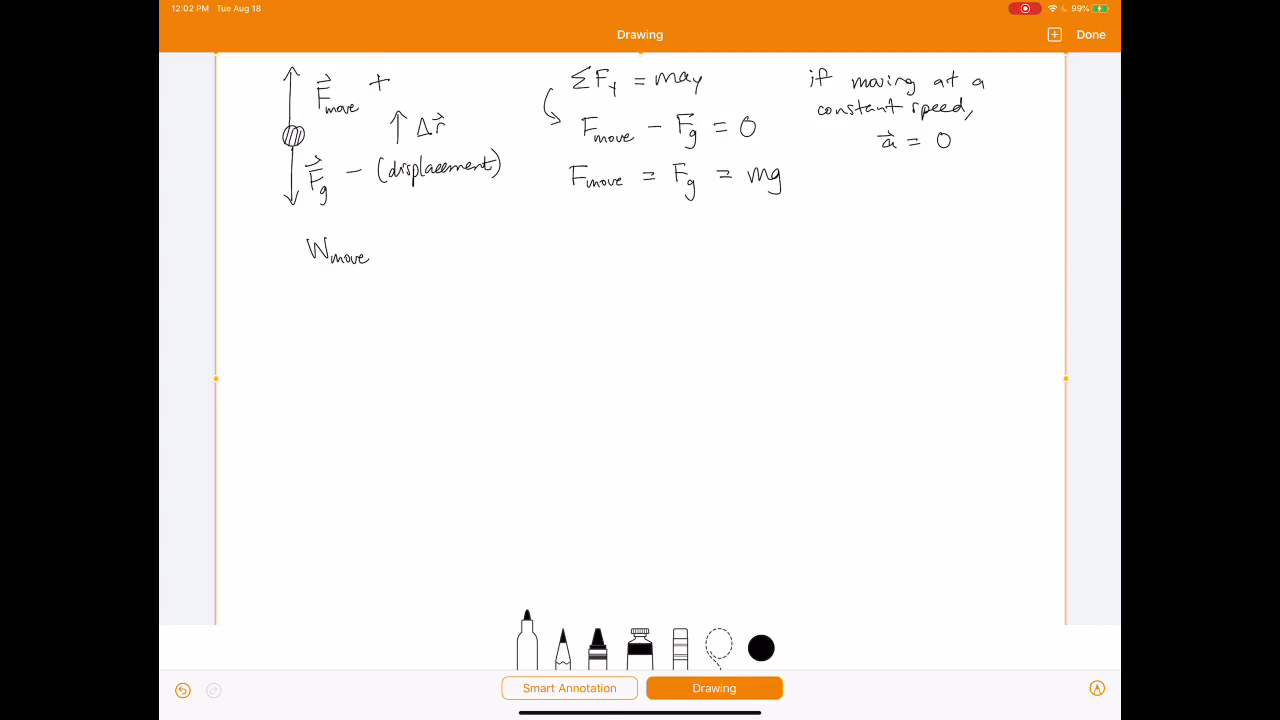 12:02 PM Tue Aug 18
99%
Drawing
Done
F⃗move +
↑ Δr⃗
F⃗g − (displacement)
ΣFy = may
Fmove − Fg = 0
Fmove = Fg = mg
if moving at a
constant speed,
a⃗ = 0
Wmove
Smart Annotation
Drawing